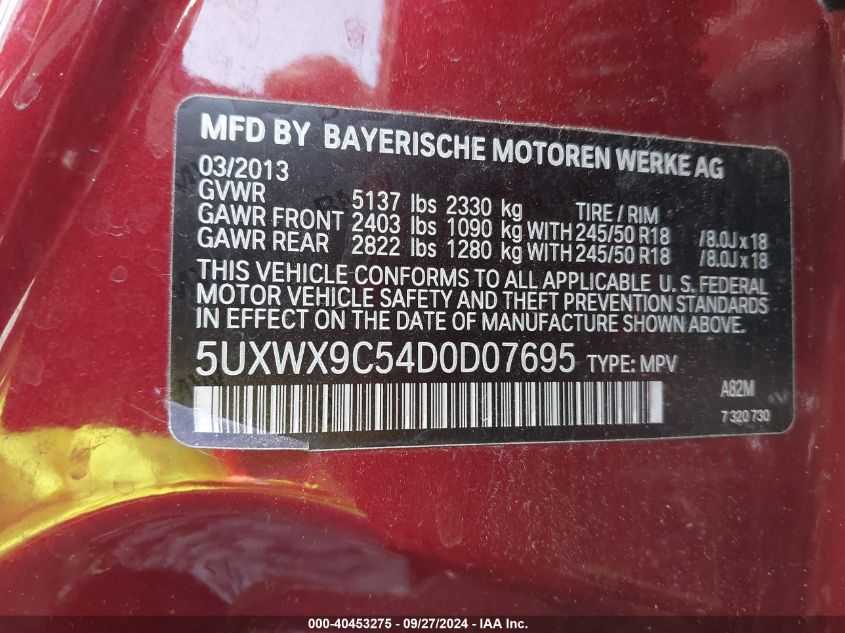 MFD BY BAYERISCHE MOTOREN WERKE AG
03/2013
GVWR 5137 lbs 2330 kg TIRE / RIM
GAWR FRONT 2403 lbs 1090 kg WITH 245/50 R18 /8.0J x 18
GAWR REAR 2822 lbs 1280 kg WITH 245/50 R18 /8.0J x 18
THIS VEHICLE CONFORMS TO ALL APPLICABLE U. S. FEDERAL
MOTOR VEHICLE SAFETY AND THEFT PREVENTION STANDARDS
IN EFFECT ON THE DATE OF MANUFACTURE SHOWN ABOVE.
5UXWX9C54D0D07695 TYPE: MPV
A82M
7 320 730
000-40453275 - 09/27/2024 - IAA Inc.